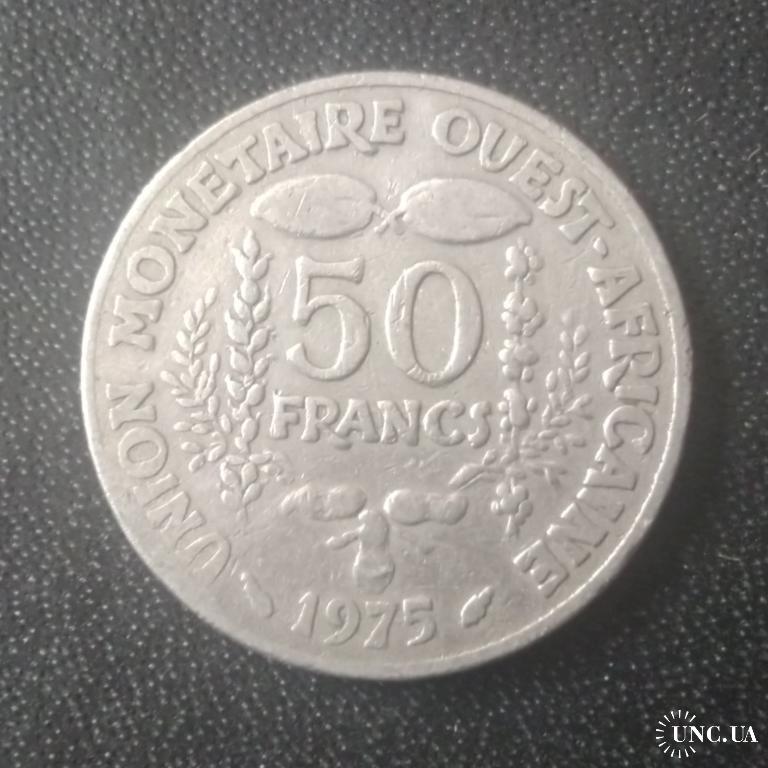 UNION MONETAIRE OUEST-AFRICAINE
50
FRANCS
1975
UNC.UA